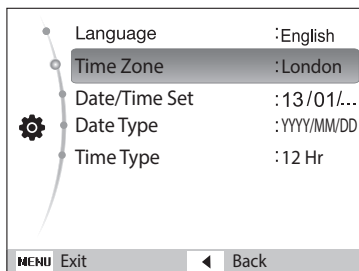 Language :English
Time Zone :London
Date/Time Set :13/01/...
Date Type :YYYY/MM/DD
Time Type :12 Hr
MENU Exit Back